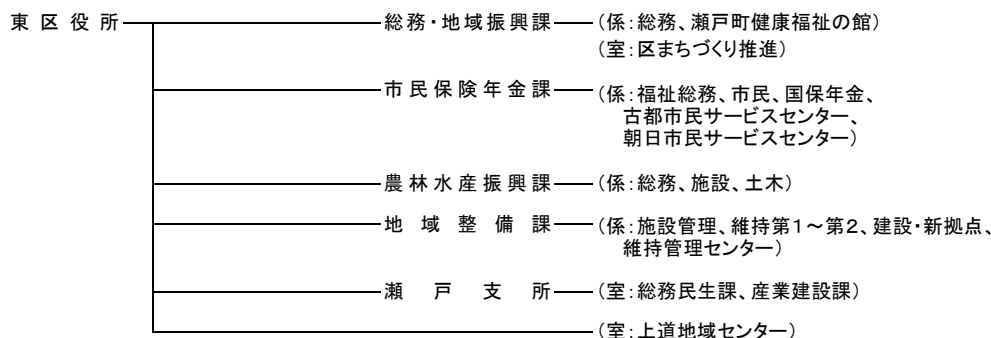 東区役所 総務・地域振興課 (係:総務、瀬戸町健康福祉の館)
(室:区まちづくり推進)
市民保険年金課 (係:福祉総務、市民、国保年金、
古都市民サービスセンター、
朝日市民サービスセンター)
農林水産振興課 (係:総務、施設、土木)
地域整備課 (係:施設管理、維持第1~第2、建設・新拠点、
維持管理センター)
瀬戸支所 (室:総務民生課、産業建設課)
(室:上道地域センター)